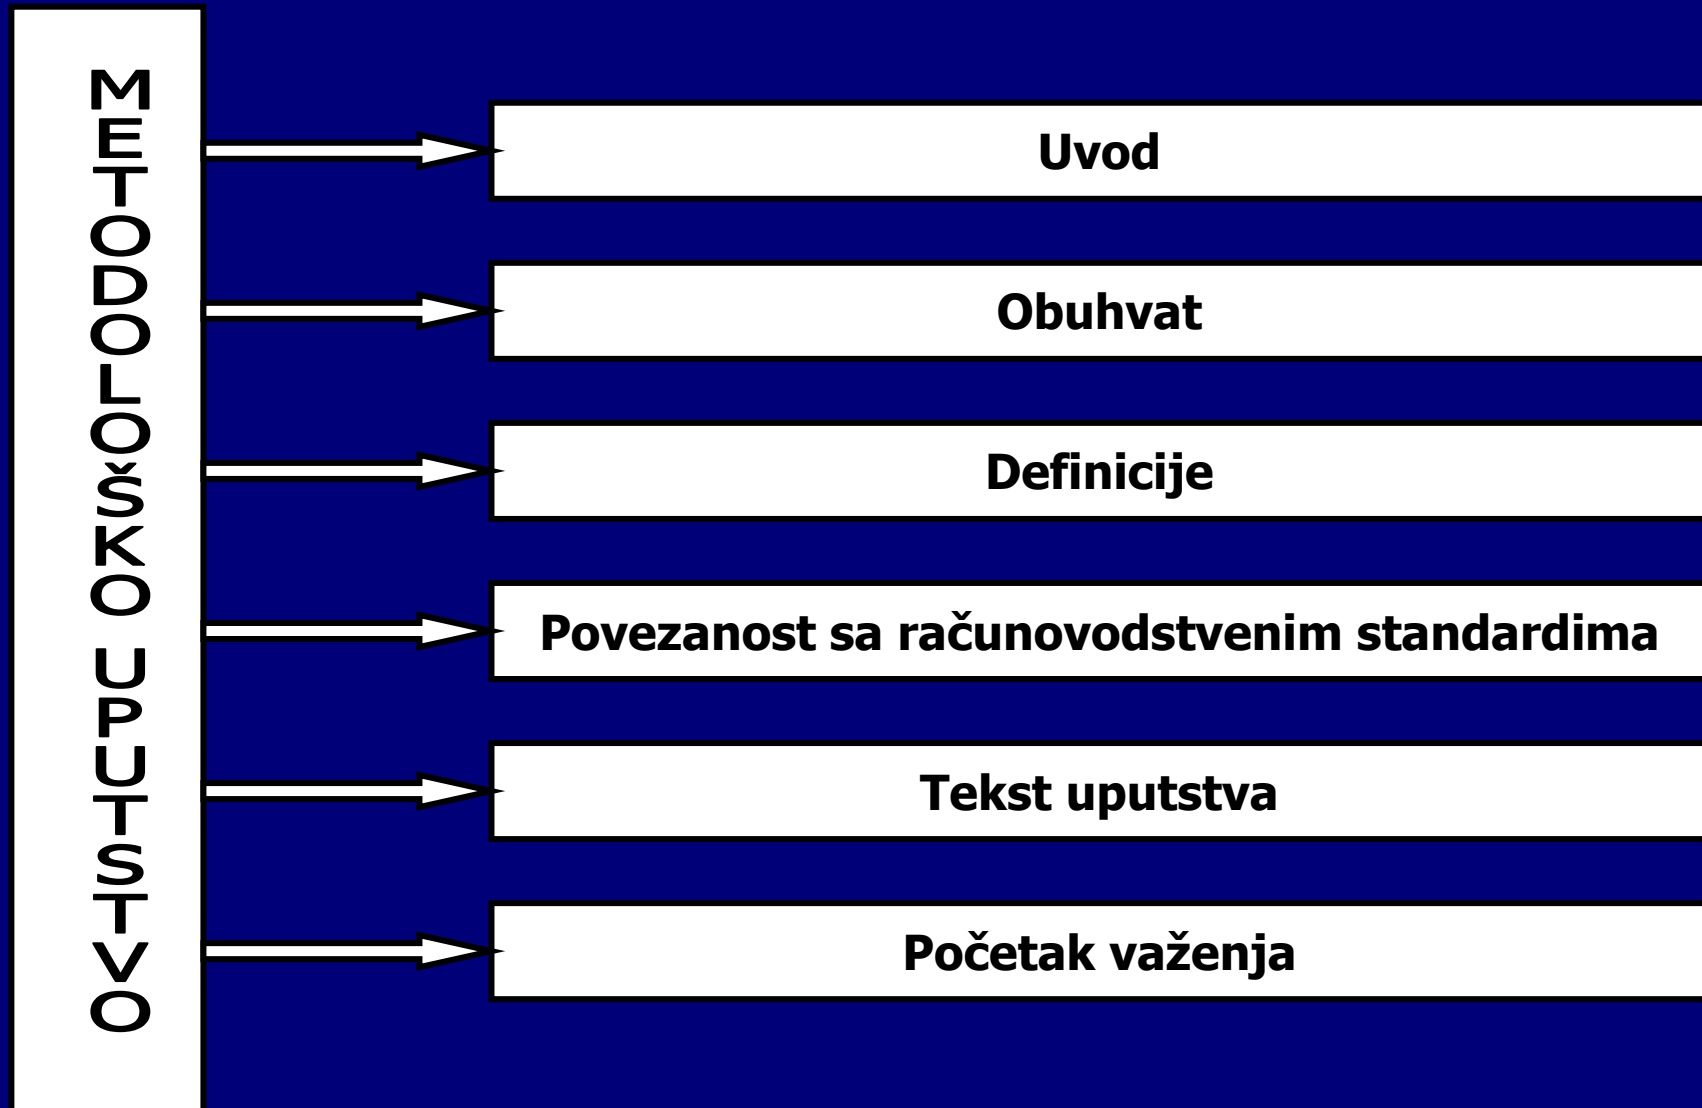 METODOLOŠKO UPUTSTVO
Uvod
Obuhvat
Definicije
Povezanost sa računovodstvenim standardima
Tekst uputstva
Početak važenja